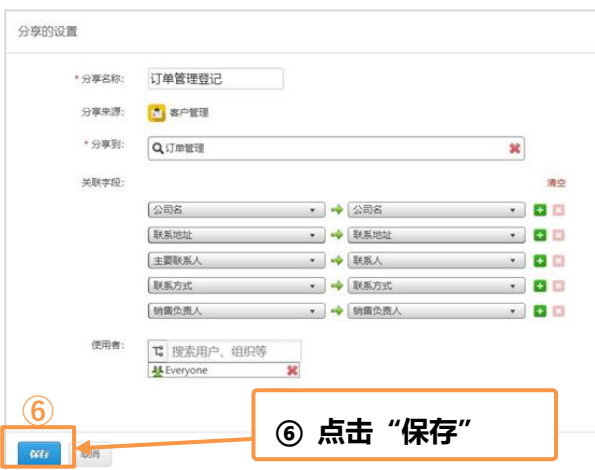 分享的设置
* 分享名称: 订单管理登记
分享来源: 客户管理
* 分享到: 订单管理
关联字段: 清空
公司名 公司名
联系地址 联系地址
主要联系人 联系人
联系方式 联系方式
销售负责人 销售负责人
使用者: 搜索用户、组织等
Everyone
⑥
⑥ 点击“保存”
保存 取消